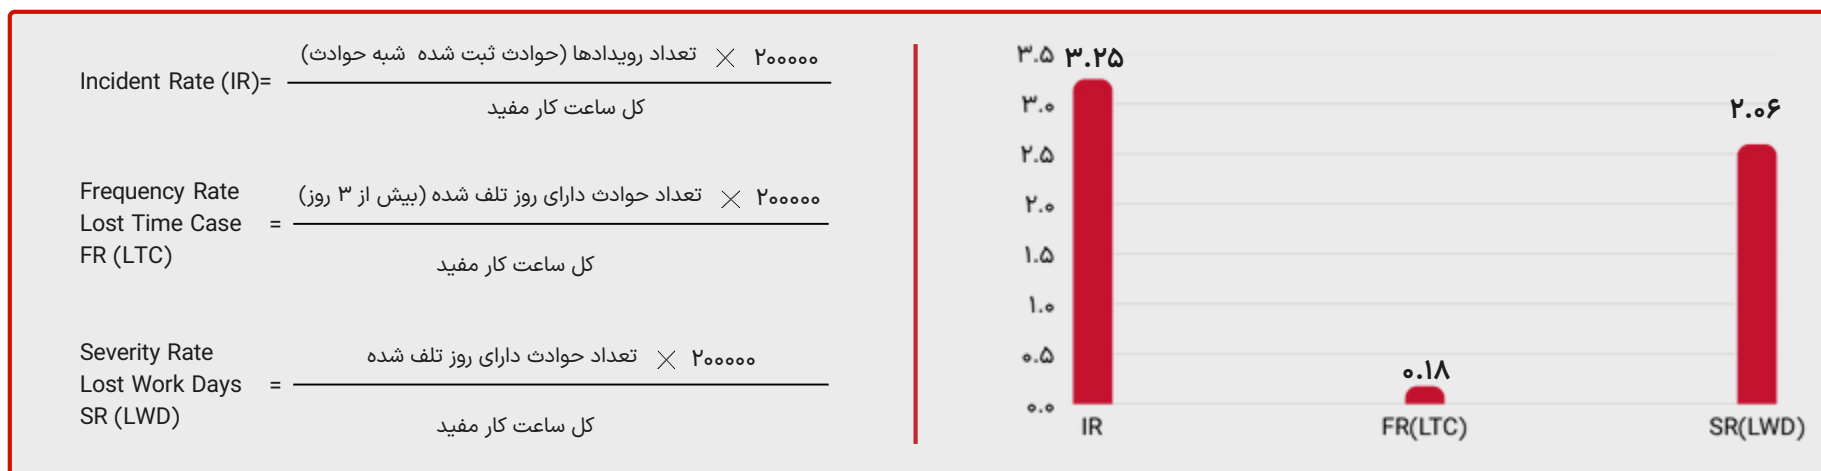 Incident Rate (IR)=
تعداد رویدادها (حوادث ثبت شده شبه حوادث) × ۲۰۰۰۰۰
کل ساعت کار مفید
Frequency Rate
Lost Time Case =
FR (LTC)
تعداد حوادث دارای روز تلف شده (بیش از ۳ روز) × ۲۰۰۰۰۰
کل ساعت کار مفید
Severity Rate
Lost Work Days =
SR (LWD)
تعداد حوادث دارای روز تلف شده × ۲۰۰۰۰۰
کل ساعت کار مفید
۳.۵
۳.۰
۲.۵
۲.۰
۱.۵
۱.۰
۰.۵
۰.۰
۳.۲۵
۰.۱۸
۲.۰۶
IR
FR(LTC)
SR(LWD)